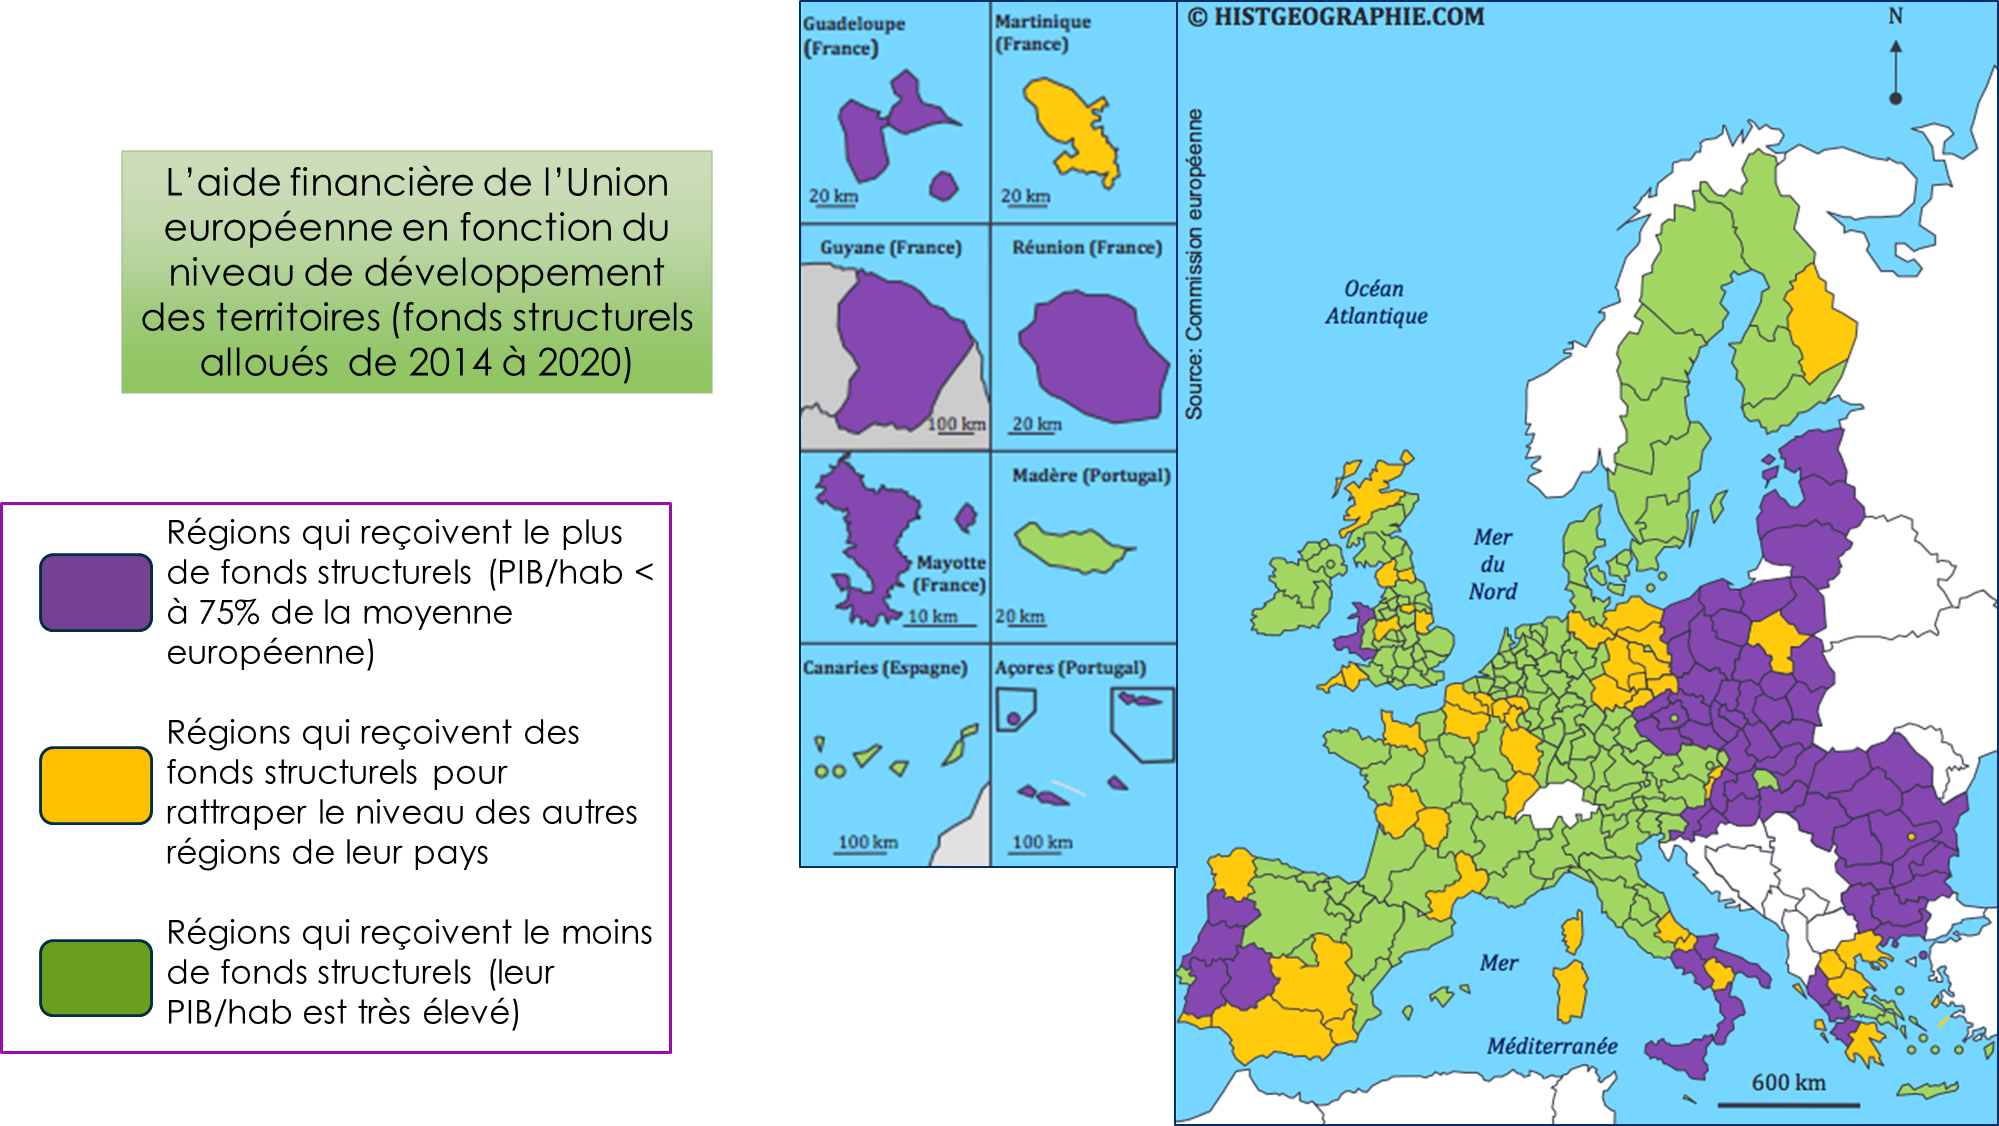 L'aide financière de l'Union
européenne en fonction du
niveau de développement
des territoires (fonds structurels
alloués de 2014 à 2020)
Régions qui reçoivent le plus
de fonds structurels (PIB/hab <
à 75% de la moyenne
européenne)
Régions qui reçoivent des
fonds structurels pour
rattraper le niveau des autres
régions de leur pays
Régions qui reçoivent le moins
de fonds structurels (leur
PIB/hab est très élevé)
Guadeloupe
(France)
20 km
Martinique
(France)
20 km
Guyane (France)
100 km
Réunion (France)
20 km
Mayotte
(France)
10 km
Madère (Portugal)
20 km
Canaries (Espagne)
100 km
Açores (Portugal)
100 km
© HISTGEOGRAPHIE.COM
Source: Commission européenne
N
Océan
Atlantique
Mer
du
Nord
Mer
Méditerranée
600 km